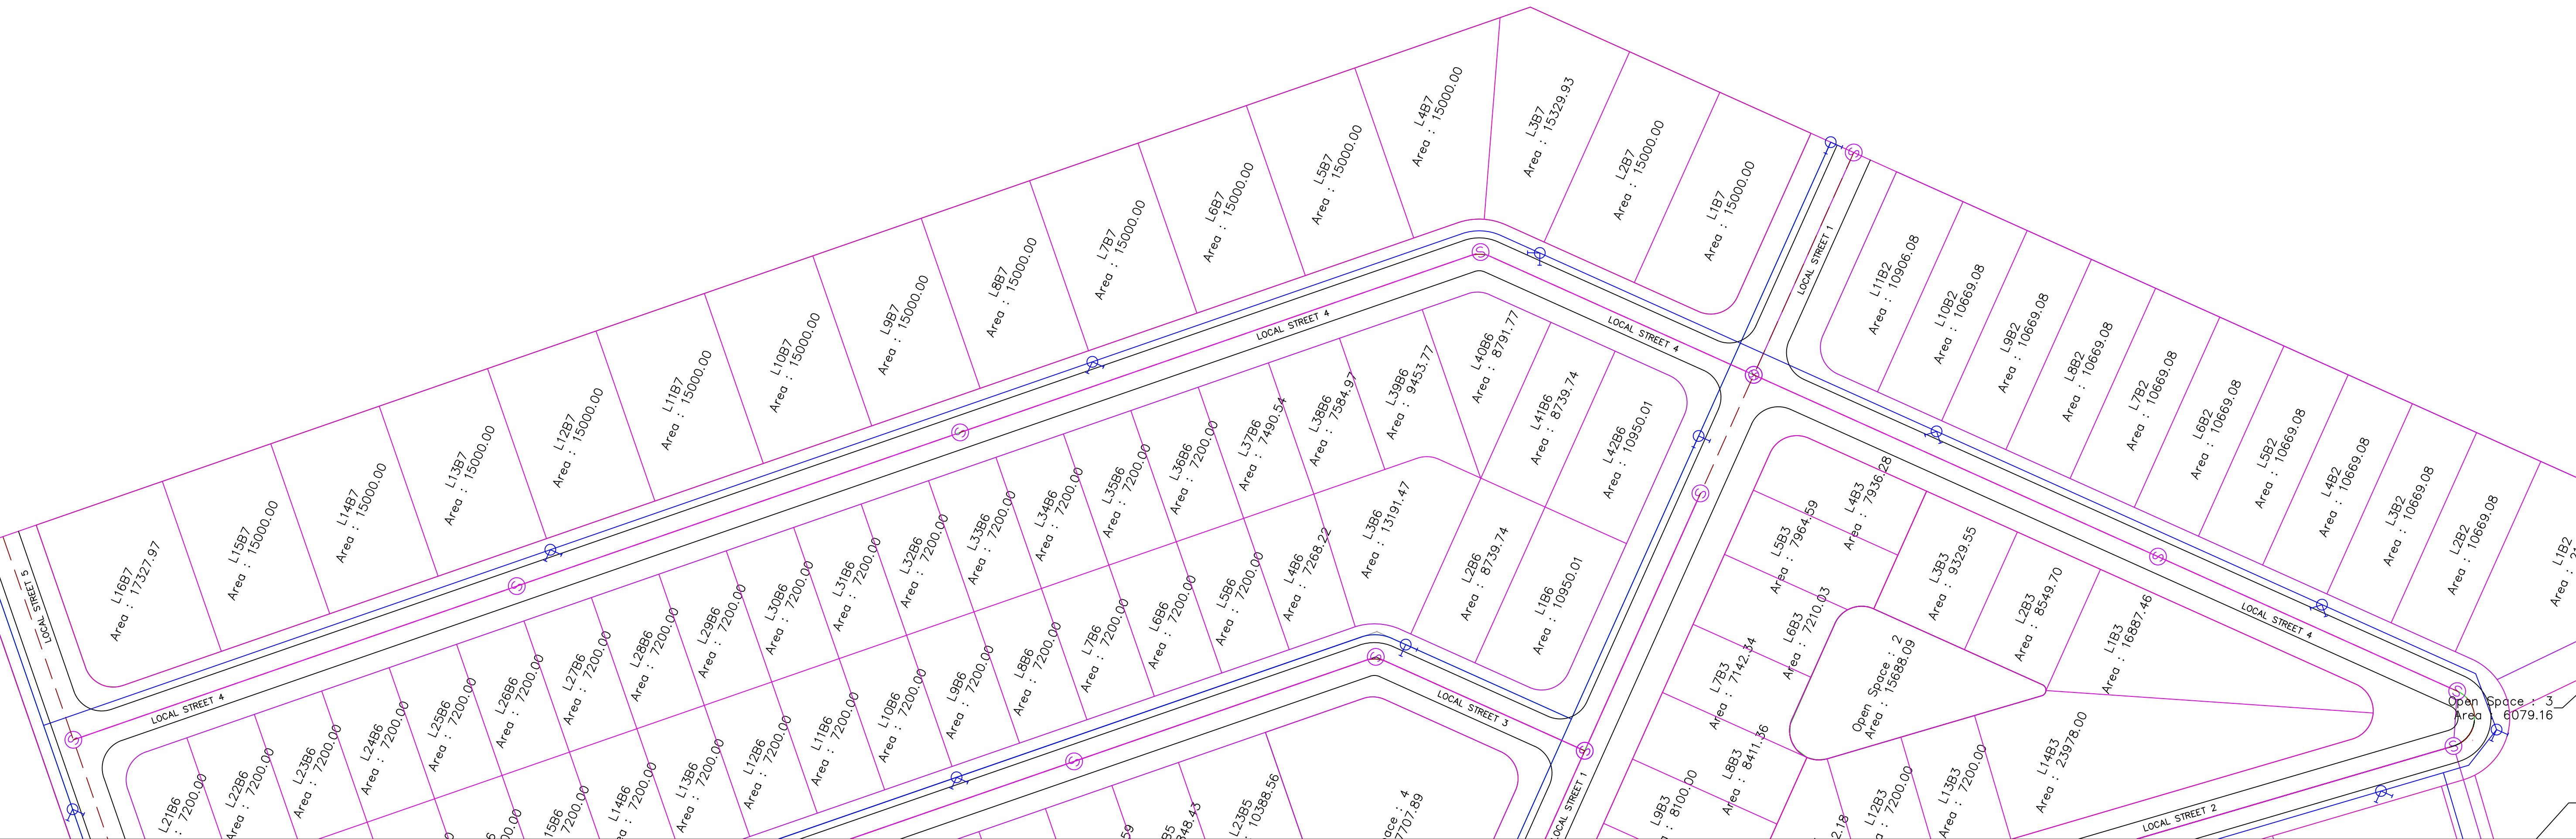 L16B7
Area : 17327.97
L15B7
Area : 15000.00
L14B7
Area : 15000.00
L13B7
Area : 15000.00
L12B7
Area : 15000.00
L11B7
Area : 15000.00
L10B7
Area : 15000.00
L9B7
Area : 15000.00
L8B7
Area : 15000.00
L7B7
Area : 15000.00
L6B7
Area : 15000.00
L5B7
Area : 15000.00
L4B7
Area : 15000.00
L3B7
Area : 15329.93
L2B7
Area : 15000.00
L1B7
Area : 15000.00
LOCAL STREET 1
L11B2
Area : 10906.08
L10B2
Area : 10669.08
L9B2
Area : 10669.08
L8B2
Area : 10669.08
L7B2
Area : 10669.08
L6B2
Area : 10669.08
L5B2
Area : 10669.08
L4B2
Area : 10669.08
L3B2
Area : 10669.08
L2B2
Area : 10669.08
L1B2
LOCAL STREET 5
LOCAL STREET 4
LOCAL STREET 4
LOCAL STREET 4
LOCAL STREET 4
L21B6
: 7200.00
L22B6
Area : 7200.00
L23B6
Area : 7200.00
L24B6
Area : 7200.00
L25B6
Area : 7200.00
L26B6
Area : 7200.00
L27B6
Area : 7200.00
L28B6
Area : 7200.00
L29B6
Area : 7200.00
L30B6
Area : 7200.00
L31B6
Area : 7200.00
L32B6
Area : 7200.00
L33B6
Area : 7200.00
L34B6
Area : 7200.00
L35B6
Area : 7200.00
L36B6
Area : 7200.00
L37B6
Area : 7490.54
L38B6
Area : 7584.97
L39B6
Area : 9453.77
L40B6
Area : 8791.77
L41B6
Area : 8739.74
L42B6
Area : 10950.01
15B6
7200.00
L14B6
: 7200.00
L13B6
Area : 7200.00
L12B6
Area : 7200.00
L11B6
Area : 7200.00
L10B6
Area : 7200.00
L9B6
Area : 7200.00
L8B6
Area : 7200.00
L7B6
Area : 7200.00
L6B6
Area : 7200.00
L5B6
Area : 7200.00
L4B6
Area : 7268.22
L3B6
Area : 13191.47
L2B6
Area : 8739.74
L1B6
Area : 10950.01
LOCAL STREET 3
LOCAL STREET 1
L23B5
: 10388.56
B5
348.43
59
ace : 4
7707.89
L4B3
Area : 7936.28
L5B3
Area : 7964.59
L6B3
Area : 7210.03
L7B3
Area : 7142.34
L8B3
Area : 8411.36
L9B3
: 8100.00
L3B3
Area : 9329.55
L2B3
Area : 8549.70
L1B3
Area : 16887.46
Open Space : 2
Area : 15688.09
L12B3
: 7200.00
L13B3
Area : 7200.00
L14B3
Area : 23978.00
2.18
LOCAL STREET 2
Open Space : 3
Area : 6079.16